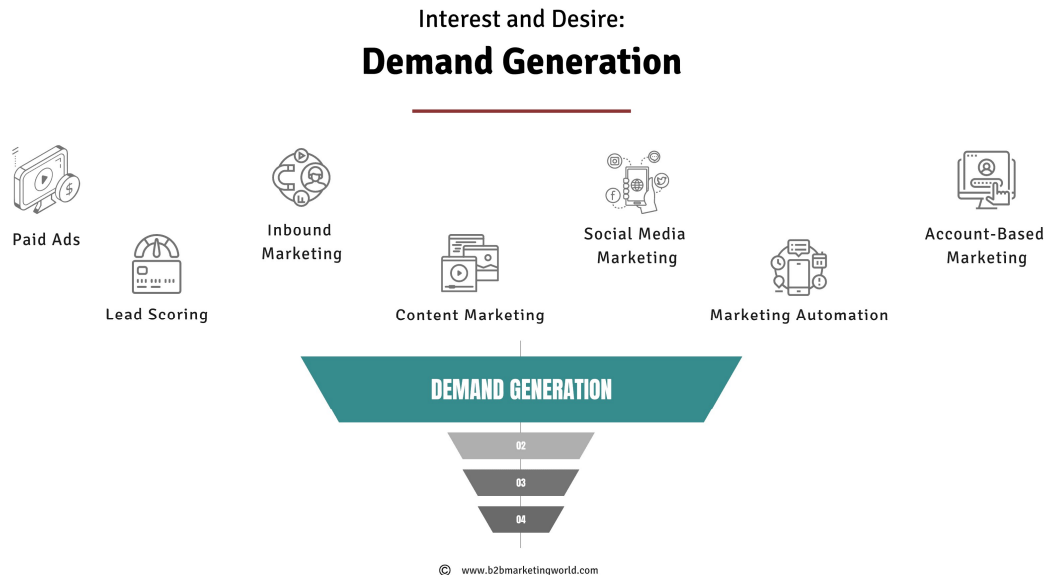 Interest and Desire:
Demand Generation
Paid Ads
Lead Scoring
Inbound
Marketing
Content Marketing
Social Media
Marketing
Marketing Automation
Account-Based
Marketing
DEMAND GENERATION
02
03
04
© www.b2bmarketingworld.com